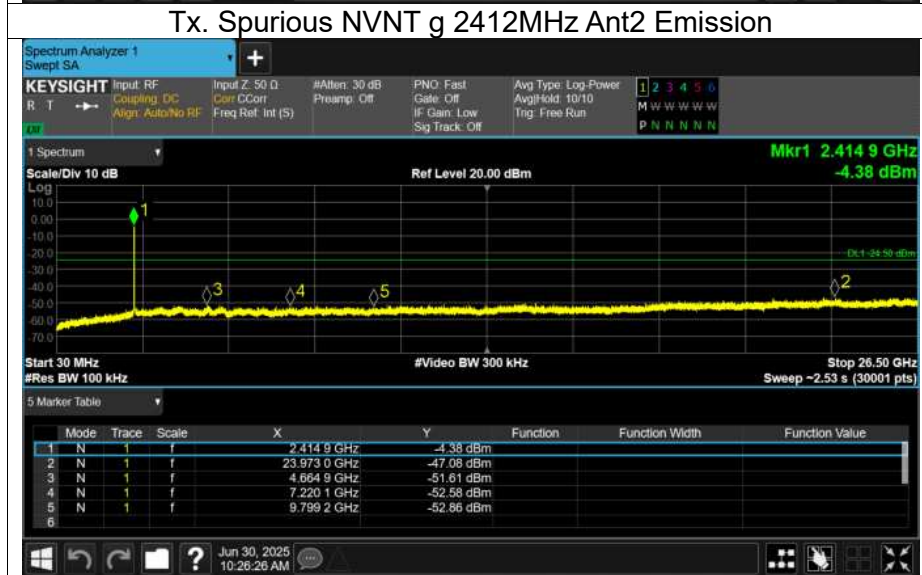 Tx. Spurious NVNT g 2412MHz Ant2 Emission
Spectrum Analyzer 1
Swept SA
+
KEYSIGHT Input: RF Input Z: 50 Ω #Atten: 30 dB PNO: Fast Avg Type: Log-Power 1 2 3 4 5 6
R T Coupling: DC Corr CCorr Preamp: Off Gate: Off Avg|Hold: 10/10 M W W W W W
Align: Auto/No RF Freq Ref: Int (S) IF Gain: Low Trig: Free Run
Sig Track: Off P N N N N N
1 Spectrum Mkr1 2.414 9 GHz
Scale/Div 10 dB Ref Level 20.00 dBm -4.38 dBm
Log
10.0
0.00
-10.0
-20.0
-30.0
-40.0
-50.0
-60.0
-70.0
1
DL1 -24.50 dBm
3 4 5 2
Start 30 MHz #Video BW 300 kHz Stop 26.50 GHz
#Res BW 100 kHz Sweep ~2.53 s (30001 pts)
5 Marker Table
Mode Trace Scale X Y Function Function Width Function Value
1 N 1 f 2.414 9 GHz -4.38 dBm
2 N 1 f 23.973 0 GHz -47.08 dBm
3 N 1 f 4.664 9 GHz -51.61 dBm
4 N 1 f 7.220 1 GHz -52.58 dBm
5 N 1 f 9.799 2 GHz -52.86 dBm
6
? Jun 30, 2025
10:26:26 AM